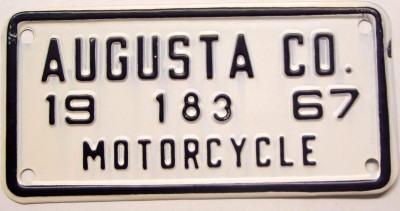 AUGUSTA CO.
19 183 67
MOTORCYCLE